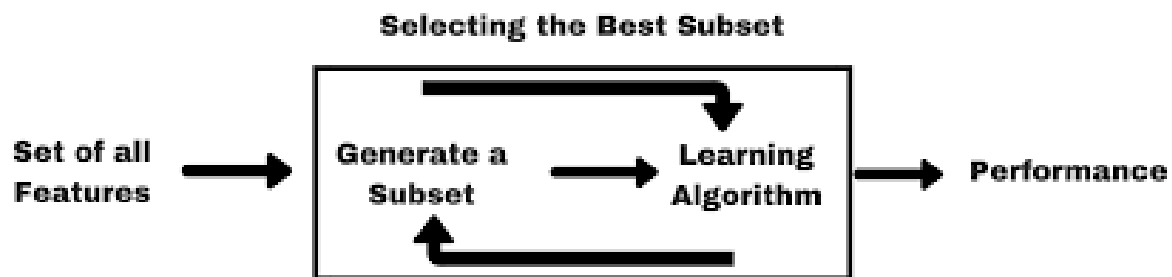 Selecting the Best Subset
Set of all
Features
Generate a
Subset
Learning
Algorithm
Performance